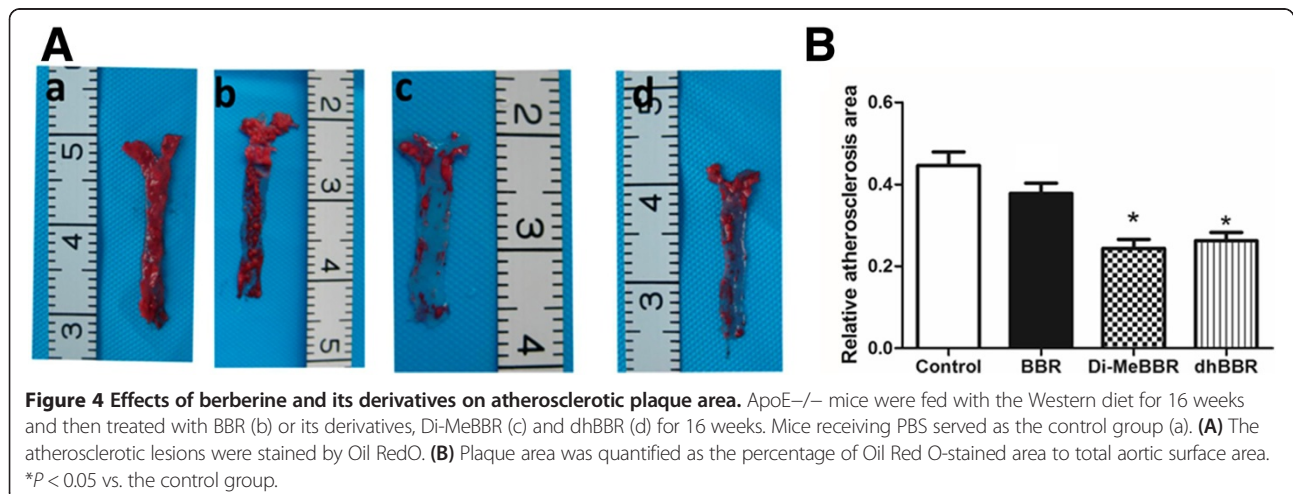 A
B
a
5
4
3
b
2
3
4
5
c
2
3
4
d
5
4
3
Relative atherosclerosis area
0.6
0.4
0.2
0.0
* *
Control BBR Di-MeBBR dhBBR
Figure 4 Effects of berberine and its derivatives on atherosclerotic plaque area. ApoE−/− mice were fed with the Western diet for 16 weeks
and then treated with BBR (b) or its derivatives, Di-MeBBR (c) and dhBBR (d) for 16 weeks. Mice receiving PBS served as the control group (a). (A) The
atherosclerotic lesions were stained by Oil RedO. (B) Plaque area was quantified as the percentage of Oil Red O-stained area to total aortic surface area.
*P < 0.05 vs. the control group.